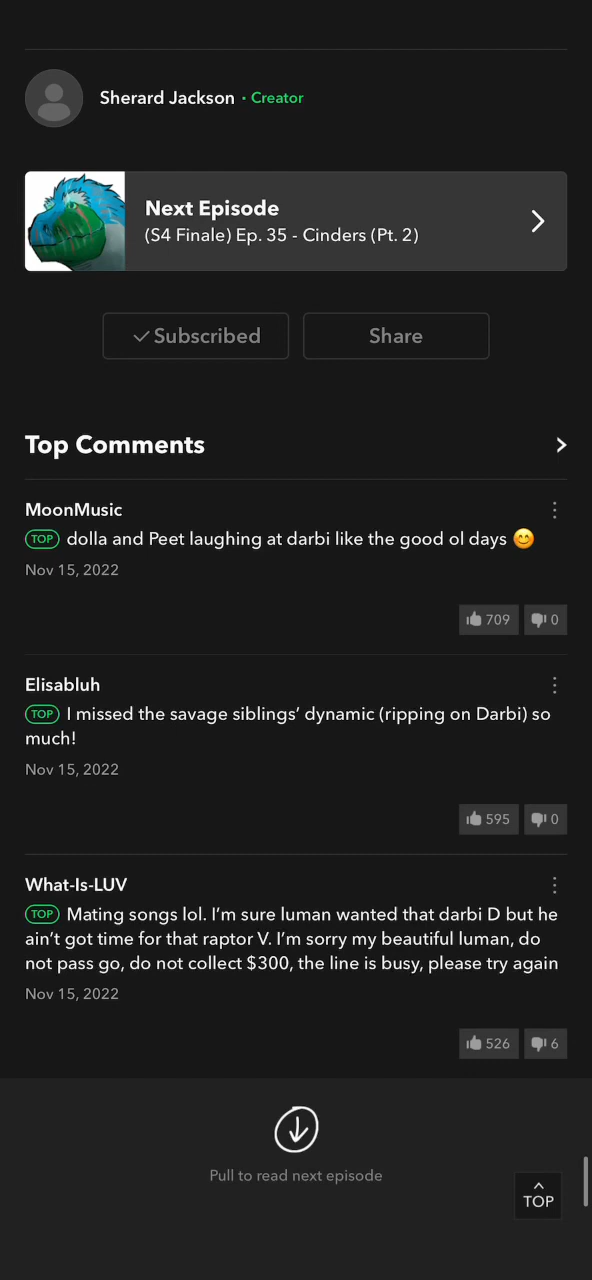 Sherard Jackson · Creator
Next Episode
(S4 Finale) Ep. 35 - Cinders (Pt. 2)
Subscribed
Share
Top Comments
MoonMusic
TOP dolla and Peet laughing at darbi like the good ol days 😊
Nov 15, 2022
709 0
Elisabluh
TOP I missed the savage siblings’ dynamic (ripping on Darbi) so
much!
Nov 15, 2022
595 0
What-Is-LUV
TOP Mating songs lol. I’m sure luman wanted that darbi D but he
ain’t got time for that raptor V. I’m sorry my beautiful luman, do
not pass go, do not collect $300, the line is busy, please try again
Nov 15, 2022
526 6
Pull to read next episode
TOP